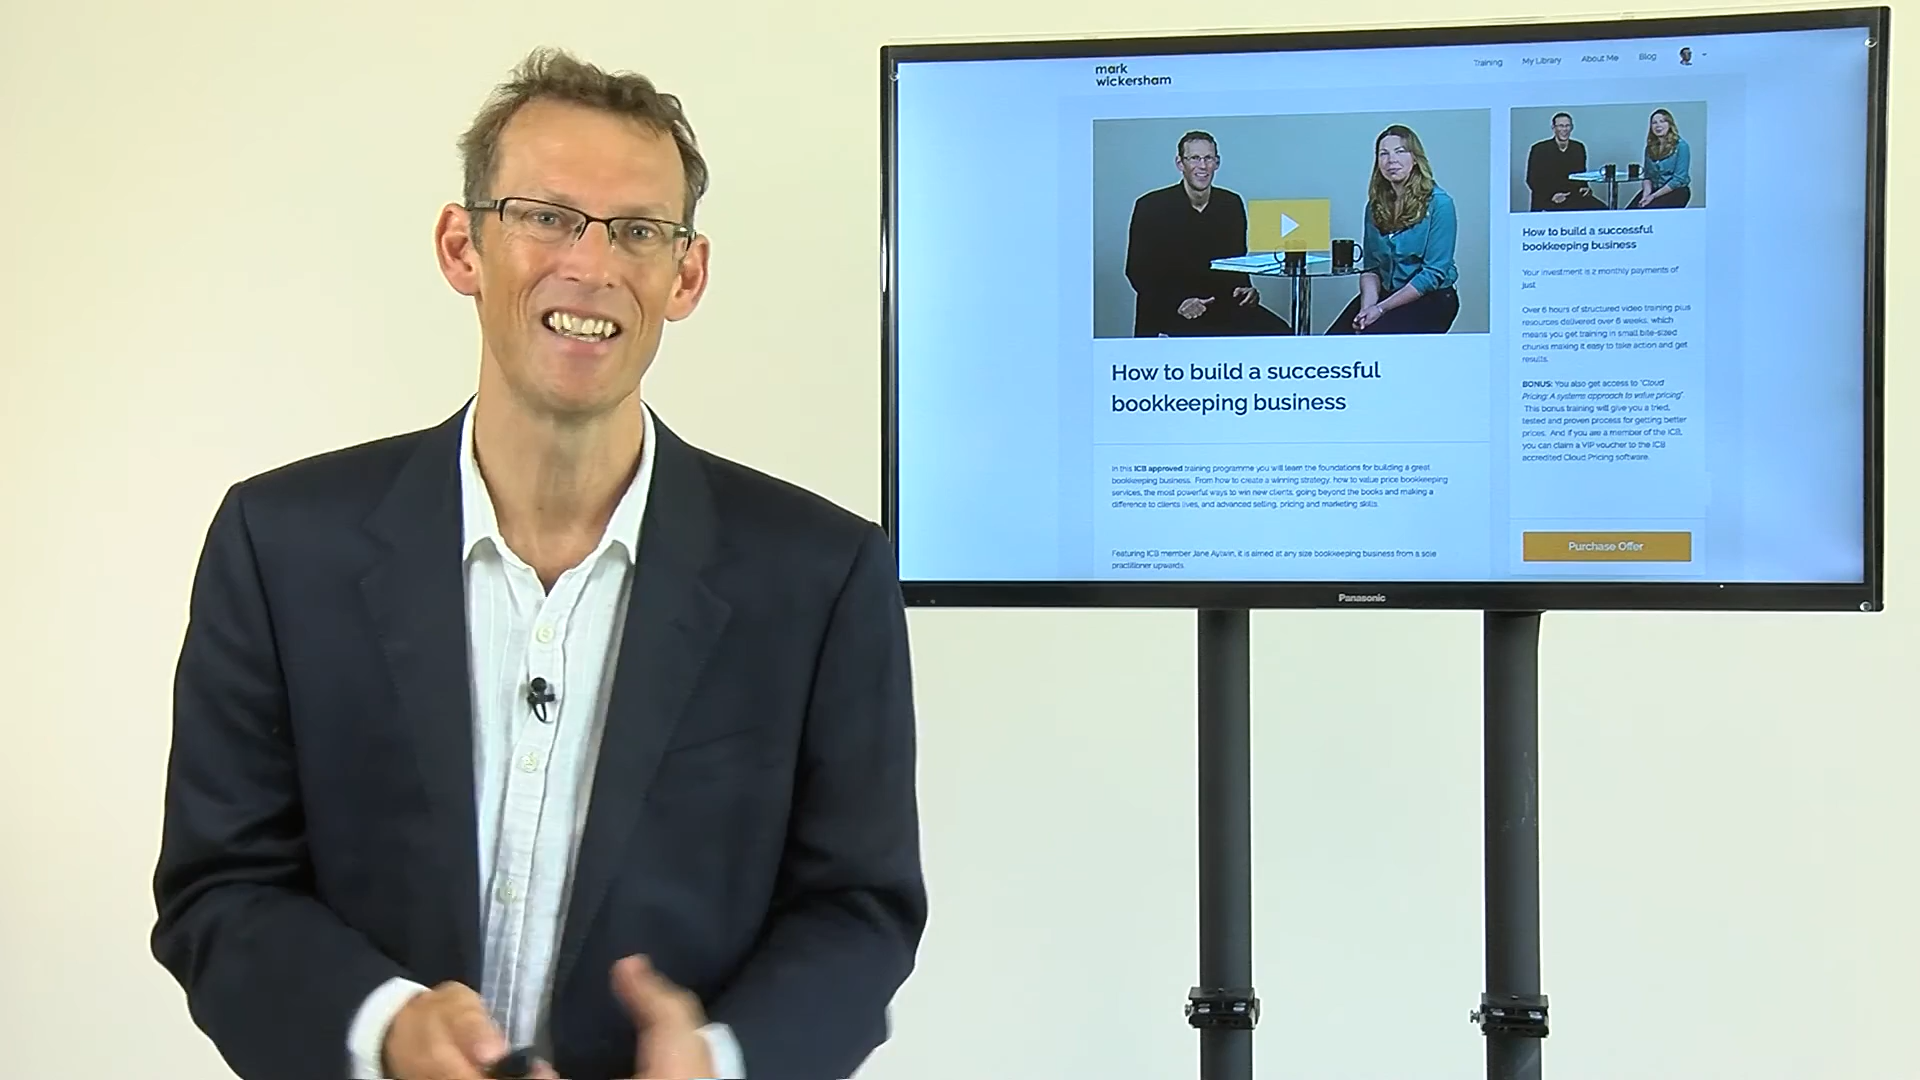 mark
wickersham
Training
My Library
About Me
Blog
How to build a successful
bookkeeping business
In this ICB approved training programme you will learn the foundations for building a great
bookkeeping business. From how to create a winning strategy, how to value price bookkeeping
services, the most powerful ways to win new clients, going beyond the books and making a
difference to clients lives, and advanced selling, pricing and marketing skills.
Featuring ICB member Jane Aylwin, it is aimed at any size bookkeeping business from a sole
practitioner upwards.
How to build a successful
bookkeeping business
Your investment is 2 monthly payments of
just
Over 6 hours of structured video training plus
resources delivered over 6 weeks, which
means you get training in small bite-sized
chunks making it easy to take action and get
results.
BONUS: You also get access to "Cloud
Pricing: A systems approach to value pricing".
This bonus training will give you a tried,
tested and proven process for getting better
prices. And if you are a member of the ICB,
you can claim a VIP voucher to the ICB
accredited Cloud Pricing software.
Purchase Offer
Panasonic